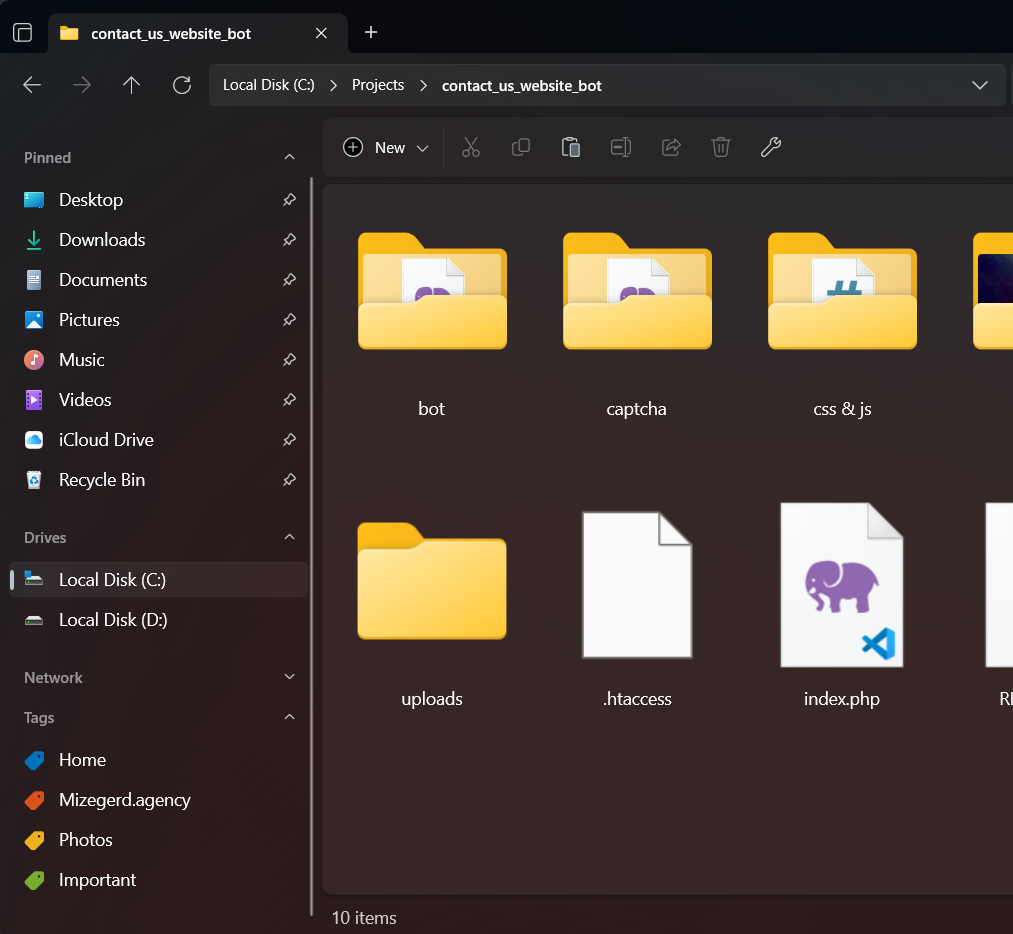 contact_us_website_bot
Local Disk (C:) Projects contact_us_website_bot
New
Pinned
Desktop
Downloads
Documents
Pictures
Music
Videos
iCloud Drive
Recycle Bin
Drives
Local Disk (C:)
Local Disk (D:)
Network
Tags
Home
Mizegerd.agency
Photos
Important
bot captcha css & js
#
uploads .htaccess index.php
10 items